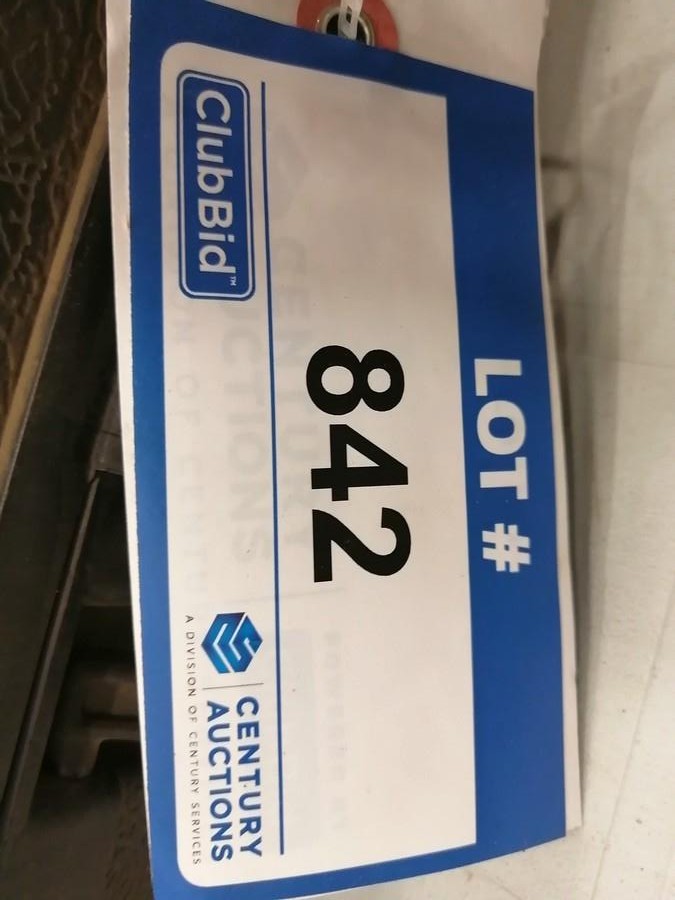 LOT #
842
ClubBid™
CENTURY
AUCTIONS
A DIVISION OF CENTURY SERVICES